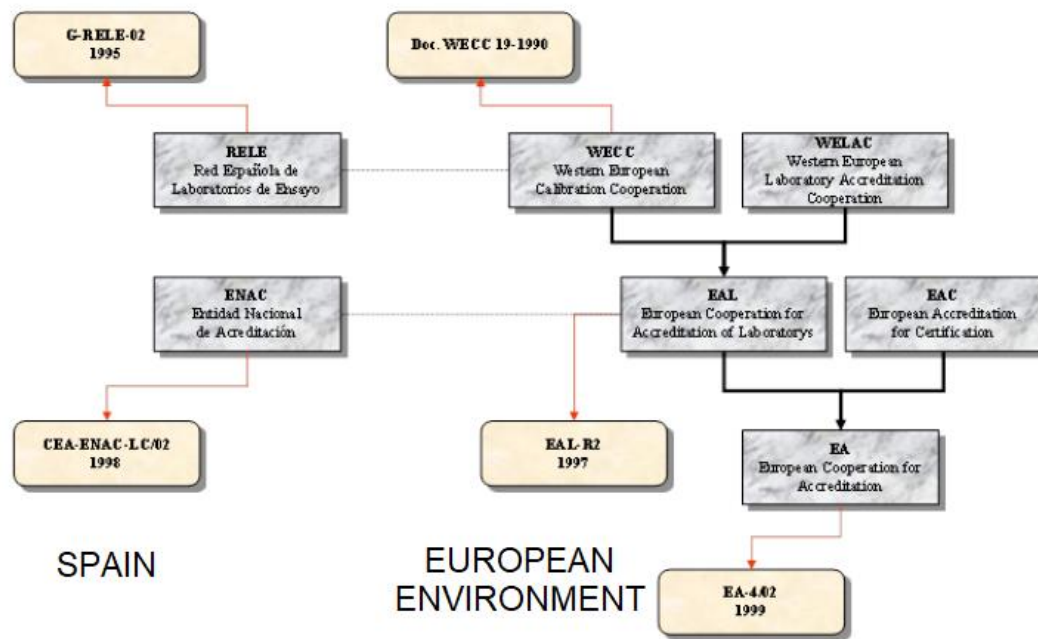 G-RELE-02
1995
Doc. WECC 19-1990
RELE
Red Española de
Laboratorios de Ensayo
WECC
Western European
Calibration Cooperation
WELAC
Western European
Laboratory Accreditation
Cooperation
ENAC
Entidad Nacional
de Acreditación
EAL
European Cooperation for
Accreditation of Laboratorys
EAC
European Accreditation
for Certification
CEA-ENAC-LC/02
1998
EAL-R2
1997
EA
European Cooperation for
Accreditation
SPAIN
EUROPEAN
ENVIRONMENT
EA-4/02
1999